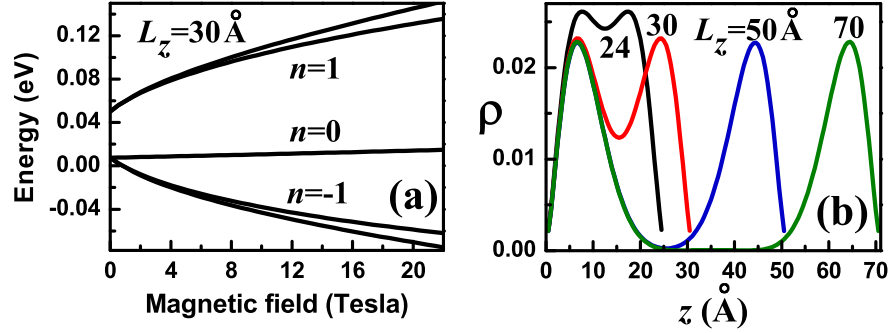 L_z=30Å
n=1
n=0
n=-1
(a)
0.12
0.08
0.04
0.00
-0.04
Energy (eV)
0 4 8 12 16 20
Magnetic field (Tesla)
24 30 L_z=50Å 70
(b)
0.02
0.01
0.00
ρ
0 10 20 30 40 50 60 70
z (Å)